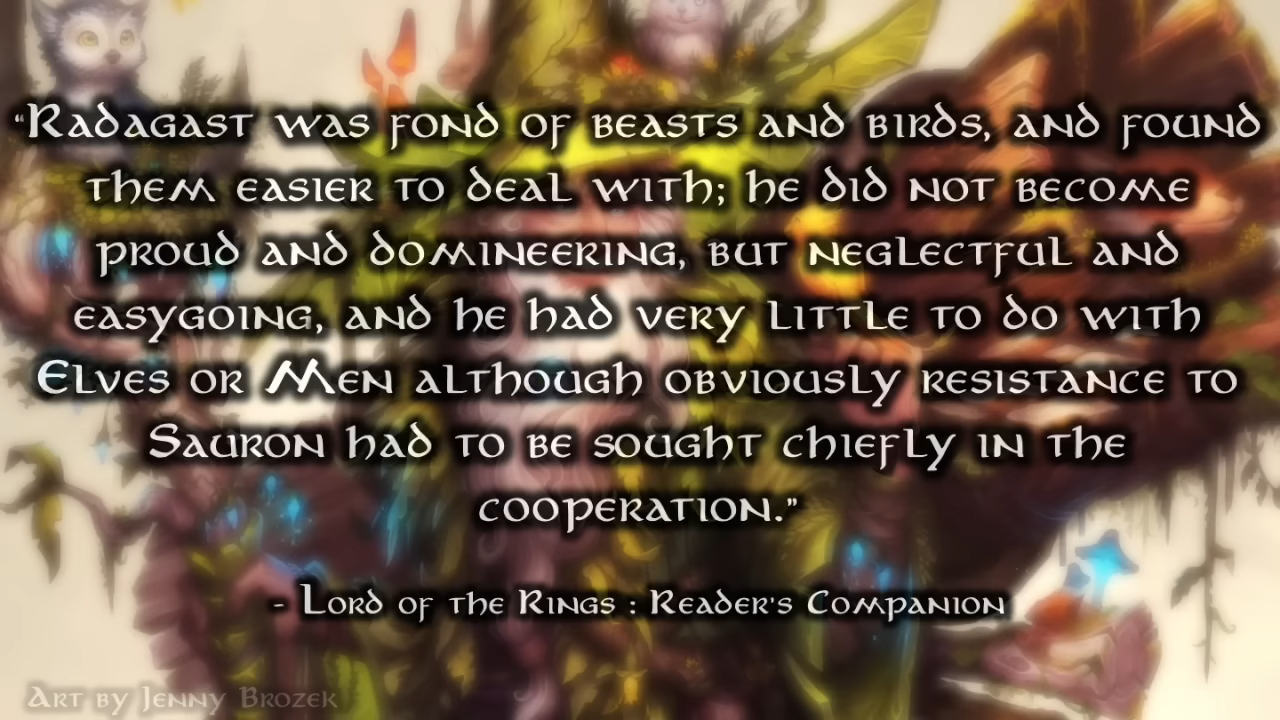 "Radagast was fond of beasts and birds, and found
them easier to deal with; he did not become
proud and domineering, but neglectful and
easygoing, and he had very little to do with
Elves or Men although obviously resistance to
Sauron had to be sought chiefly in the
cooperation."
- Lord of the Rings : Reader's Companion
Art by Jenny Brozek